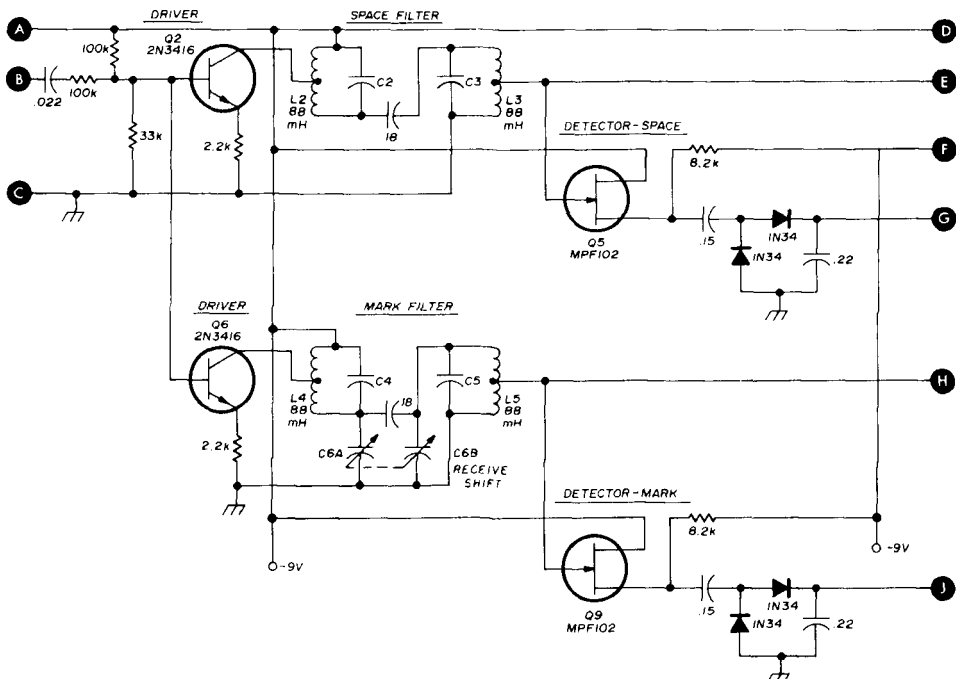 DRIVER
SPACE FILTER
A
Q2
2N3416
D
100k
B
.022
100k
C2
C3
E
L2
88
mH
.18
L3
88
mH
33k
2.2k
DETECTOR-SPACE
8.2k
F
C
Q5
MPF102
.15
1N34
1N34
.22
G
DRIVER
Q6
2N3416
MARK FILTER
C4
C5
H
L4
88
mH
.18
L5
88
mH
2.2k
C6A
C6B
RECEIVE
SHIFT
DETECTOR-MARK
8.2k
-9V
-9V
Q9
MPF102
.15
1N34
1N34
.22
J